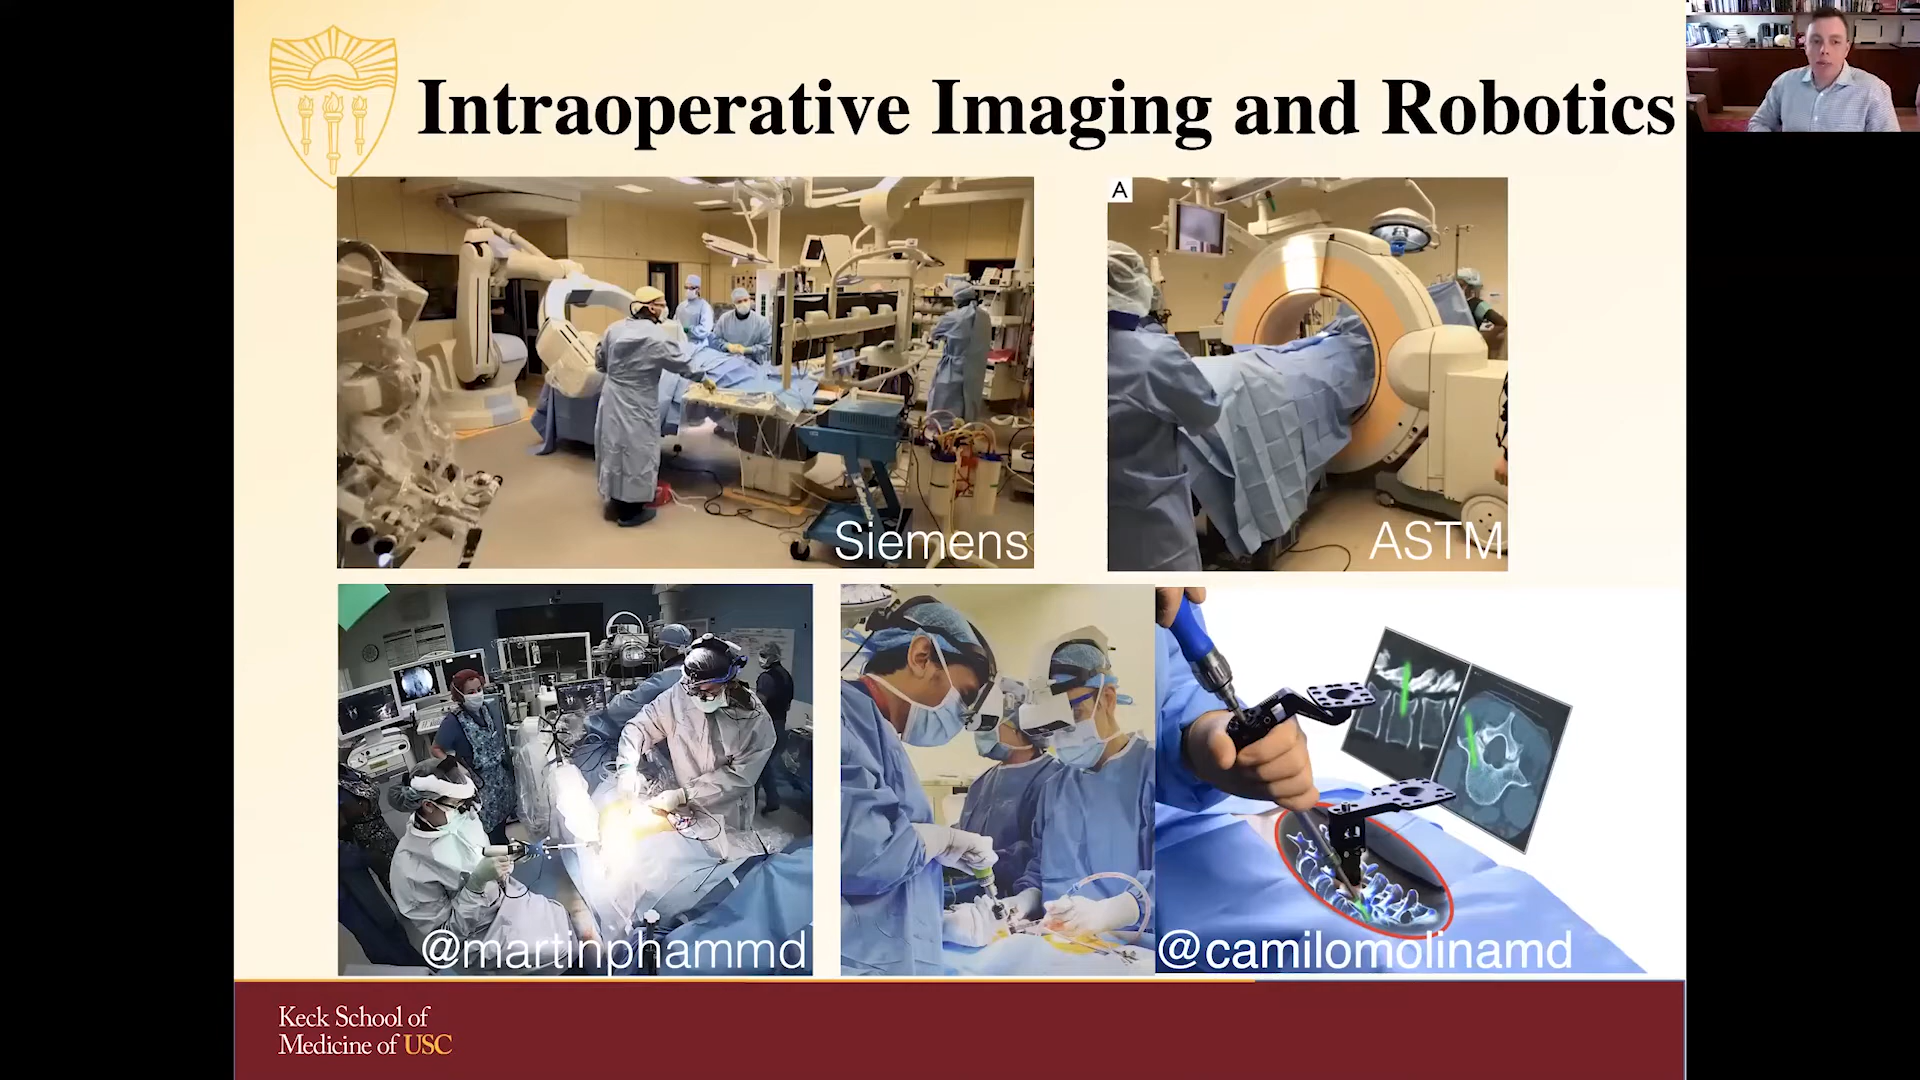 Intraoperative Imaging and Robotics
A
Siemens
ASTM
@martinphammd
@camilomolinamd
Keck School of
Medicine of USC